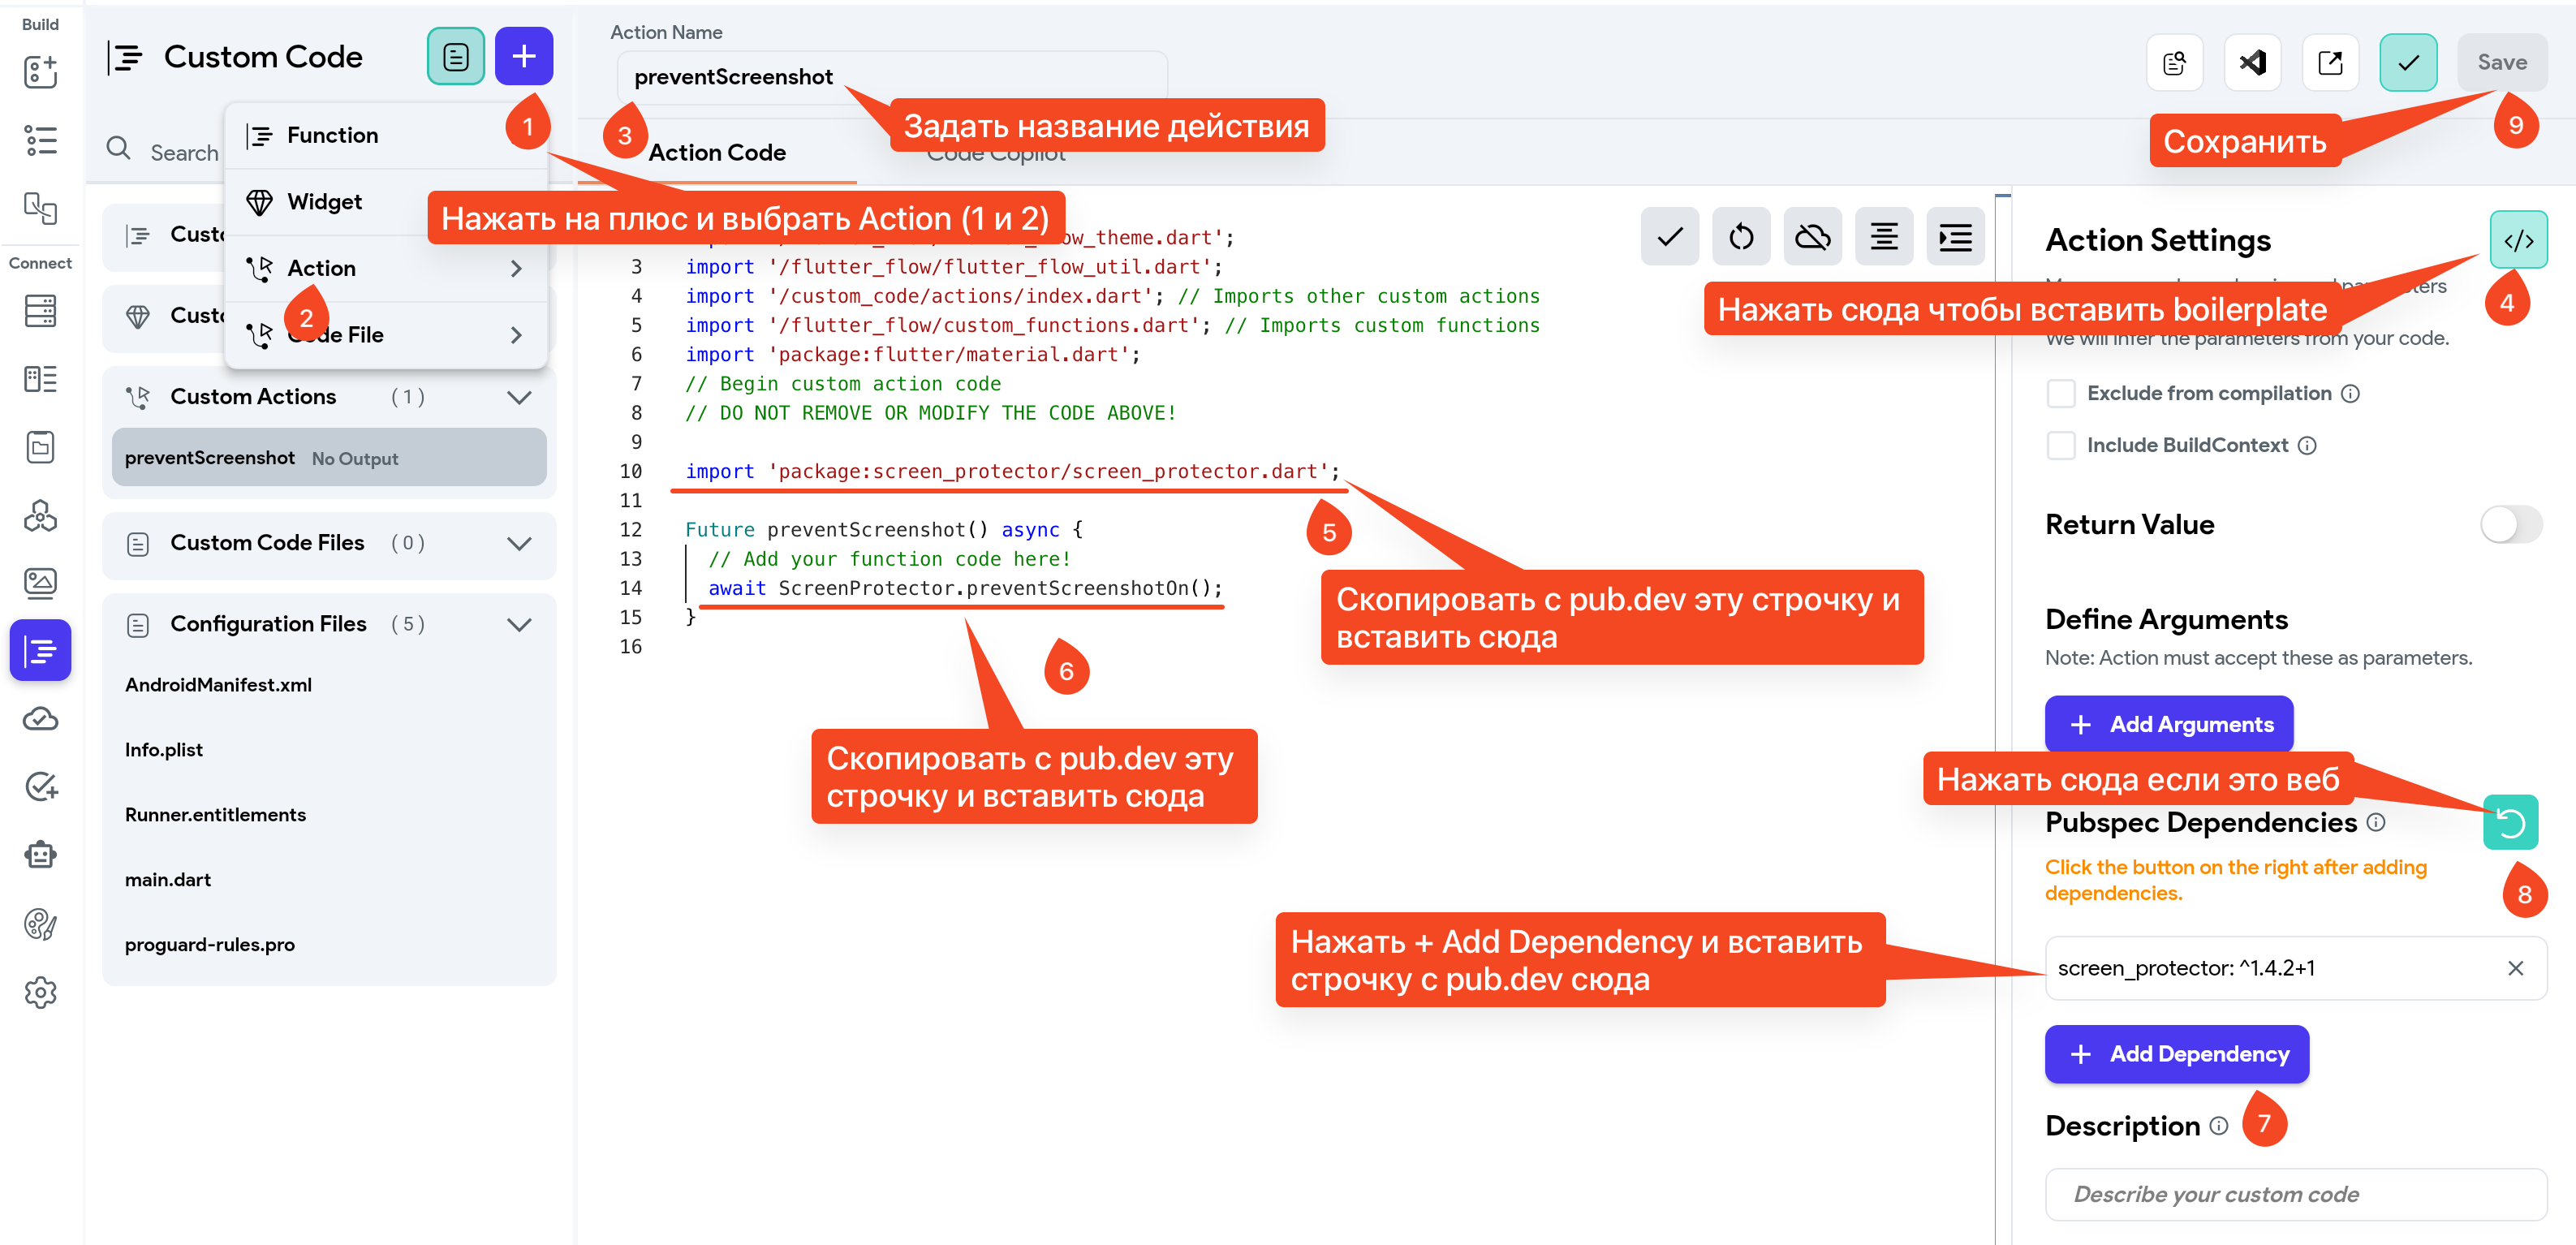 Build
Connect
Custom Code
Search
Function
Widget
Action
Code File
1
2
Custo
Custo
Custom Actions (1)
preventScreenshot No Output
Custom Code Files (0)
Configuration Files (5)
AndroidManifest.xml
Info.plist
Runner.entitlements
main.dart
proguard-rules.pro
Action Name
preventScreenshot
3
Задать название действия
Action Code
Code Copilot
Нажать на плюс и выбрать Action (1 и 2)
ow_theme.dart';
3 import '/flutter_flow/flutter_flow_util.dart';
4 import '/custom_code/actions/index.dart'; // Imports other custom actions
5 import '/flutter_flow/custom_functions.dart'; // Imports custom functions
6 import 'package:flutter/material.dart';
7 // Begin custom action code
8 // DO NOT REMOVE OR MODIFY THE CODE ABOVE!
9
10 import 'package:screen_protector/screen_protector.dart';
11
12 Future preventScreenshot() async {
13 // Add your function code here!
14 await ScreenProtector.preventScreenshotOn();
15 }
16
5
Скопировать с pub.dev эту строчку и
вставить сюда
6
Скопировать с pub.dev эту
строчку и вставить сюда
Save
9
Сохранить
Action Settings
</>
4
Нажать сюда чтобы вставить boilerplate
We will infer the parameters from your code.
Exclude from compilation
Include BuildContext
Return Value
Define Arguments
Note: Action must accept these as parameters.
+ Add Arguments
Нажать сюда если это веб
Pubspec Dependencies
8
Click the button on the right after adding
dependencies.
Нажать + Add Dependency и вставить
строчку с pub.dev сюда
screen_protector: ^1.4.2+1
+ Add Dependency
7
Description
Describe your custom code